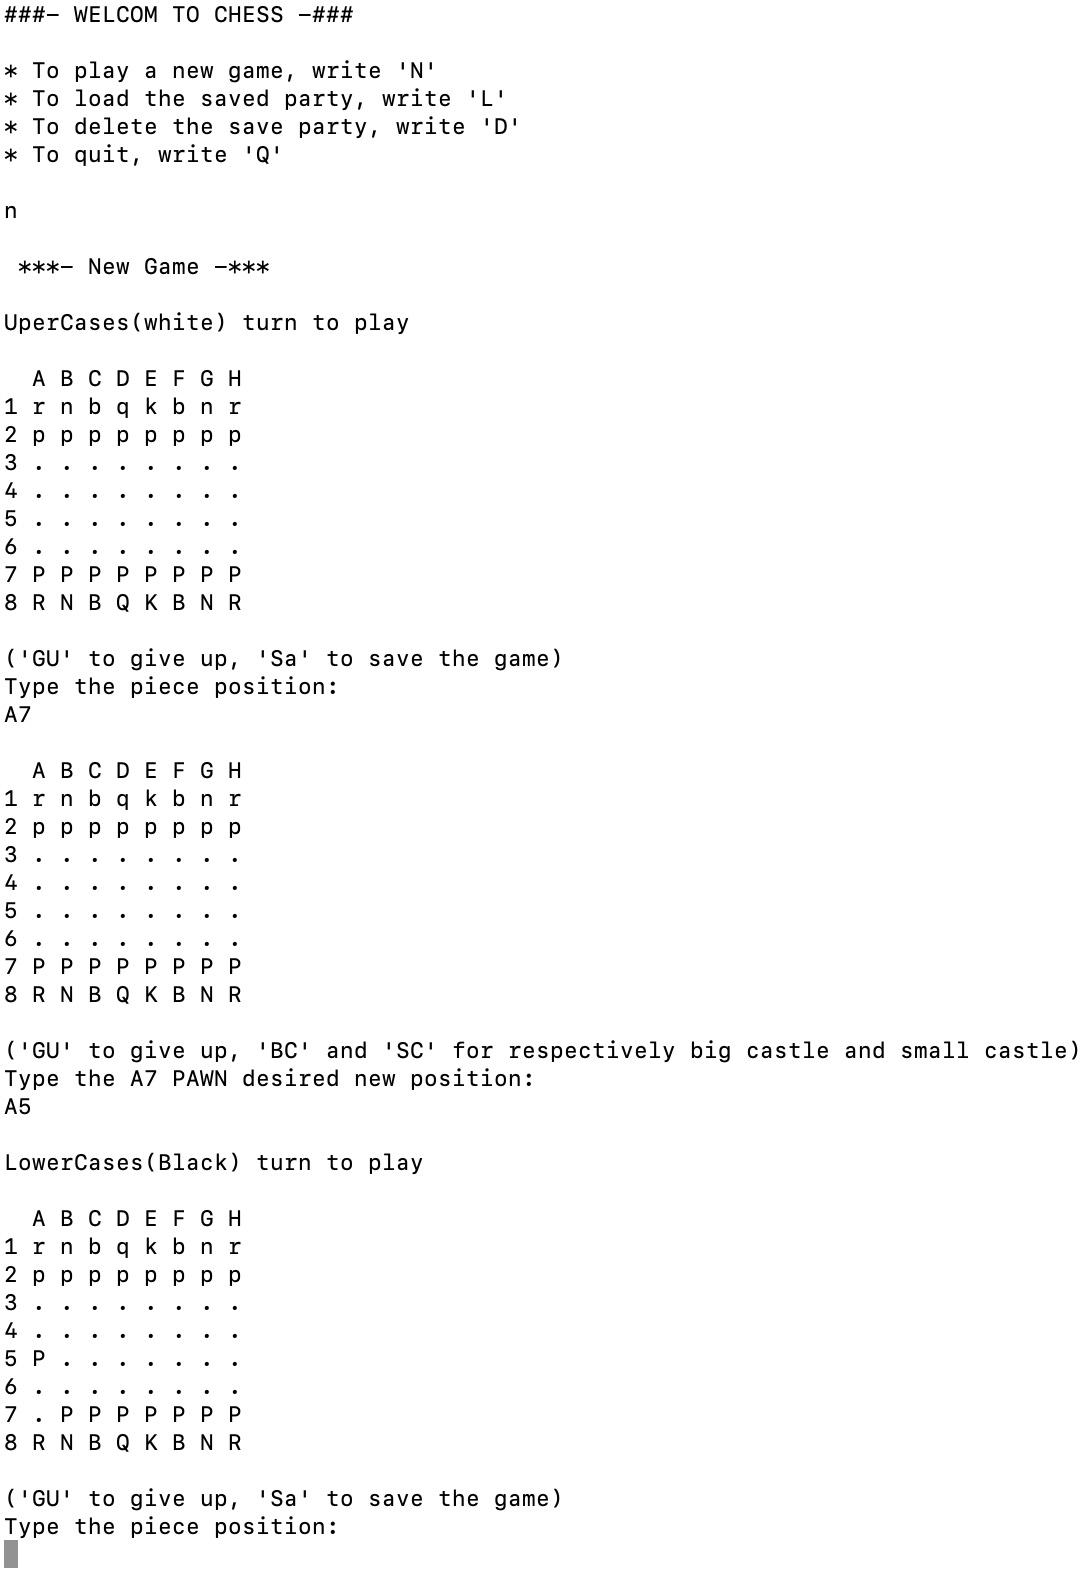 ###– WELCOM TO CHESS –###
* To play a new game, write 'N'
* To load the saved party, write 'L'
* To delete the save party, write 'D'
* To quit, write 'Q'
n
***– New Game –***
UperCases(white) turn to play
A B C D E F G H
1 r n b q k b n r
2 p p p p p p p p
3 . . . . . . . .
4 . . . . . . . .
5 . . . . . . . .
6 . . . . . . . .
7 P P P P P P P P
8 R N B Q K B N R
('GU' to give up, 'Sa' to save the game)
Type the piece position:
A7
A B C D E F G H
1 r n b q k b n r
2 p p p p p p p p
3 . . . . . . . .
4 . . . . . . . .
5 . . . . . . . .
6 . . . . . . . .
7 P P P P P P P P
8 R N B Q K B N R
('GU' to give up, 'BC' and 'SC' for respectively big castle and small castle)
Type the A7 PAWN desired new position:
A5
LowerCases(Black) turn to play
A B C D E F G H
1 r n b q k b n r
2 p p p p p p p p
3 . . . . . . . .
4 . . . . . . . .
5 P . . . . . . .
6 . . . . . . . .
7 . P P P P P P P
8 R N B Q K B N R
('GU' to give up, 'Sa' to save the game)
Type the piece position: